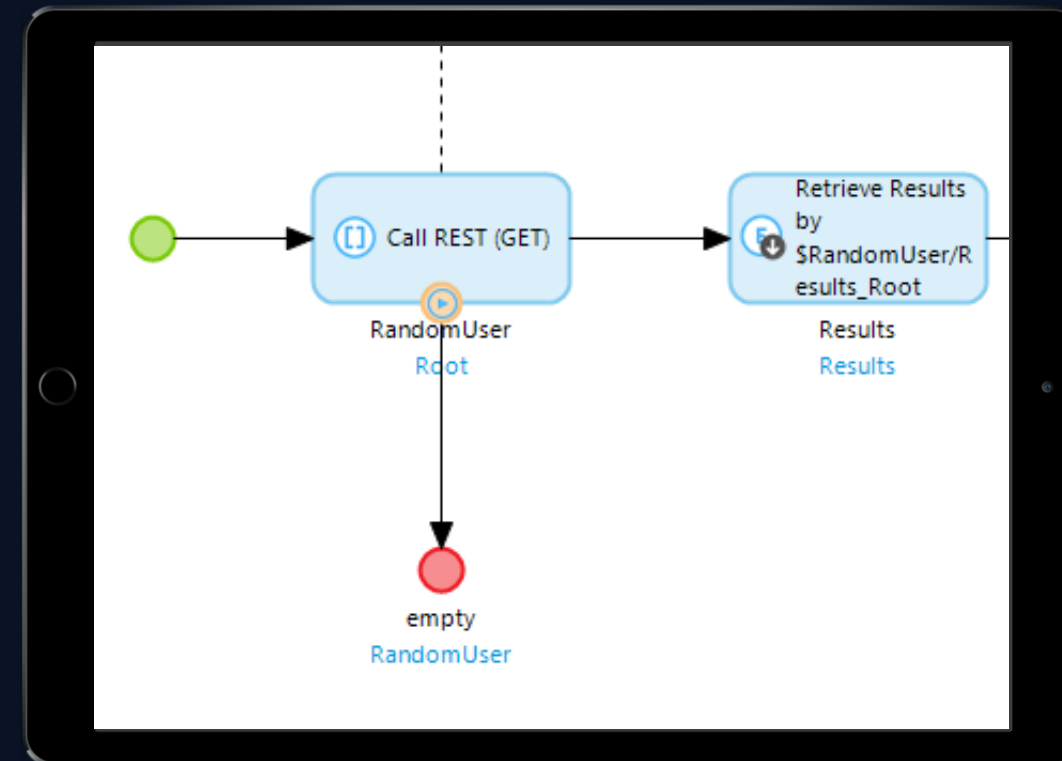 Call REST (GET)
RandomUser
Root
Retrieve Results
by
$RandomUser/R
esults_Root
Results
Results
empty
RandomUser